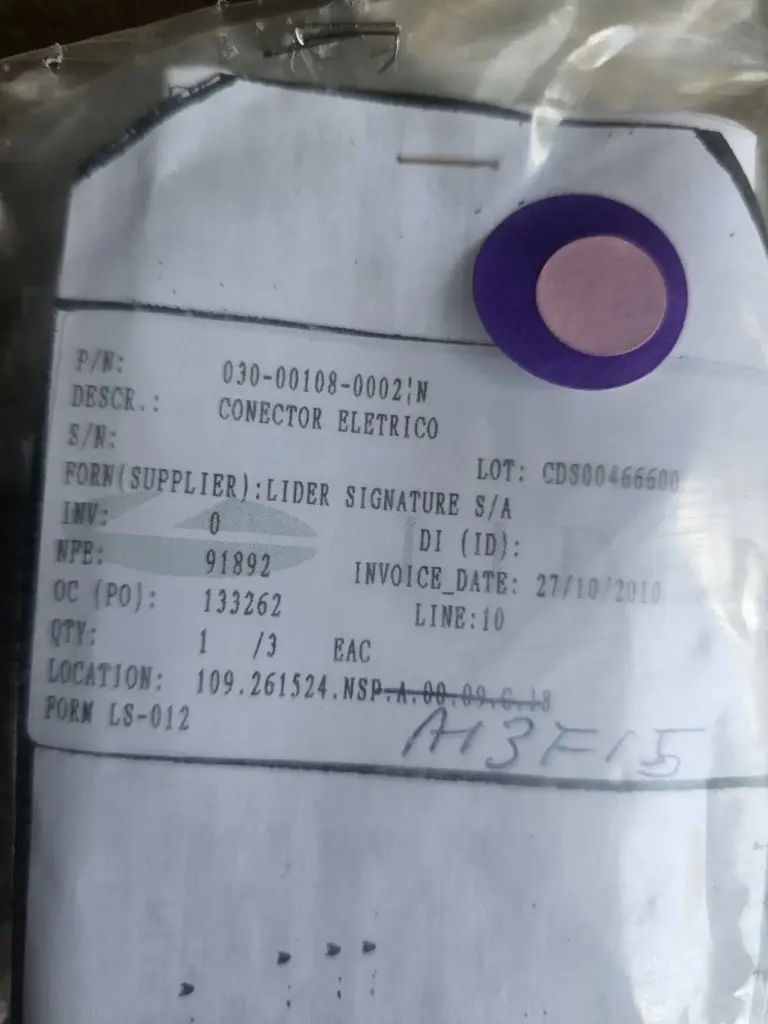 P/N: 030-00108-0002¦N
DESCR.: CONECTOR ELETRICO
S/N:
LOT: CDS00466600
FORN(SUPPLIER):LIDER SIGNATURE S/A
INV: 0 DI (ID):
NFE: 91892 INVOICE_DATE: 27/10/2010
OC (PO): 133262 LINE:10
QTY: 1 /3 EAC
LOCATION: 109.261524.NSP.A.00.09.C.18
A13F15
FORM LS-012